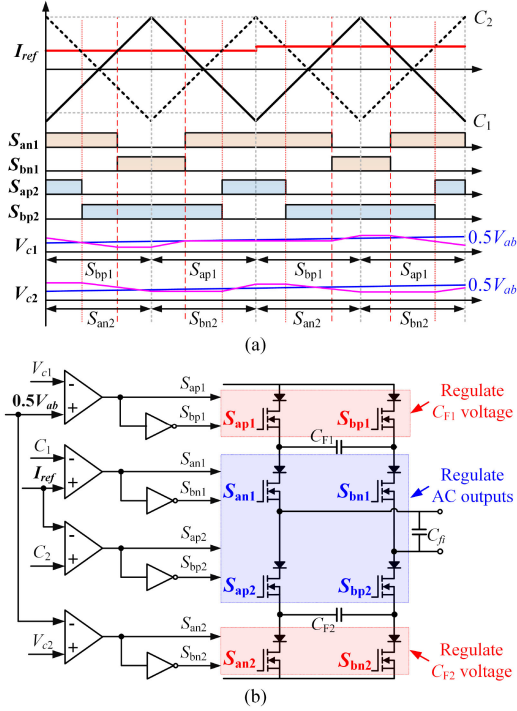 C2
Iref
C1
San1
Sbn1
Sap2
Sbp2
Vc1
0.5Vab
Sbp1 Sap1 Sbp1 Sap1
Vc2
0.5Vab
San2 Sbn2 San2 Sbn2
(a)
Vc1
-
0.5Vab
+
Sap1
Sbp1
Sap1
Sbp1
Regulate
CF1 voltage
CF1
C1
-
Iref
+
San1
Sbn1
San1
Sbn1
Regulate
AC outputs
Cfi
-
C2
+
Sap2
Sbp2
Sap2
Sbp2
CF2
-
Vc2
+
San2
Sbn2
San2
Sbn2
Regulate
CF2 voltage
(b)